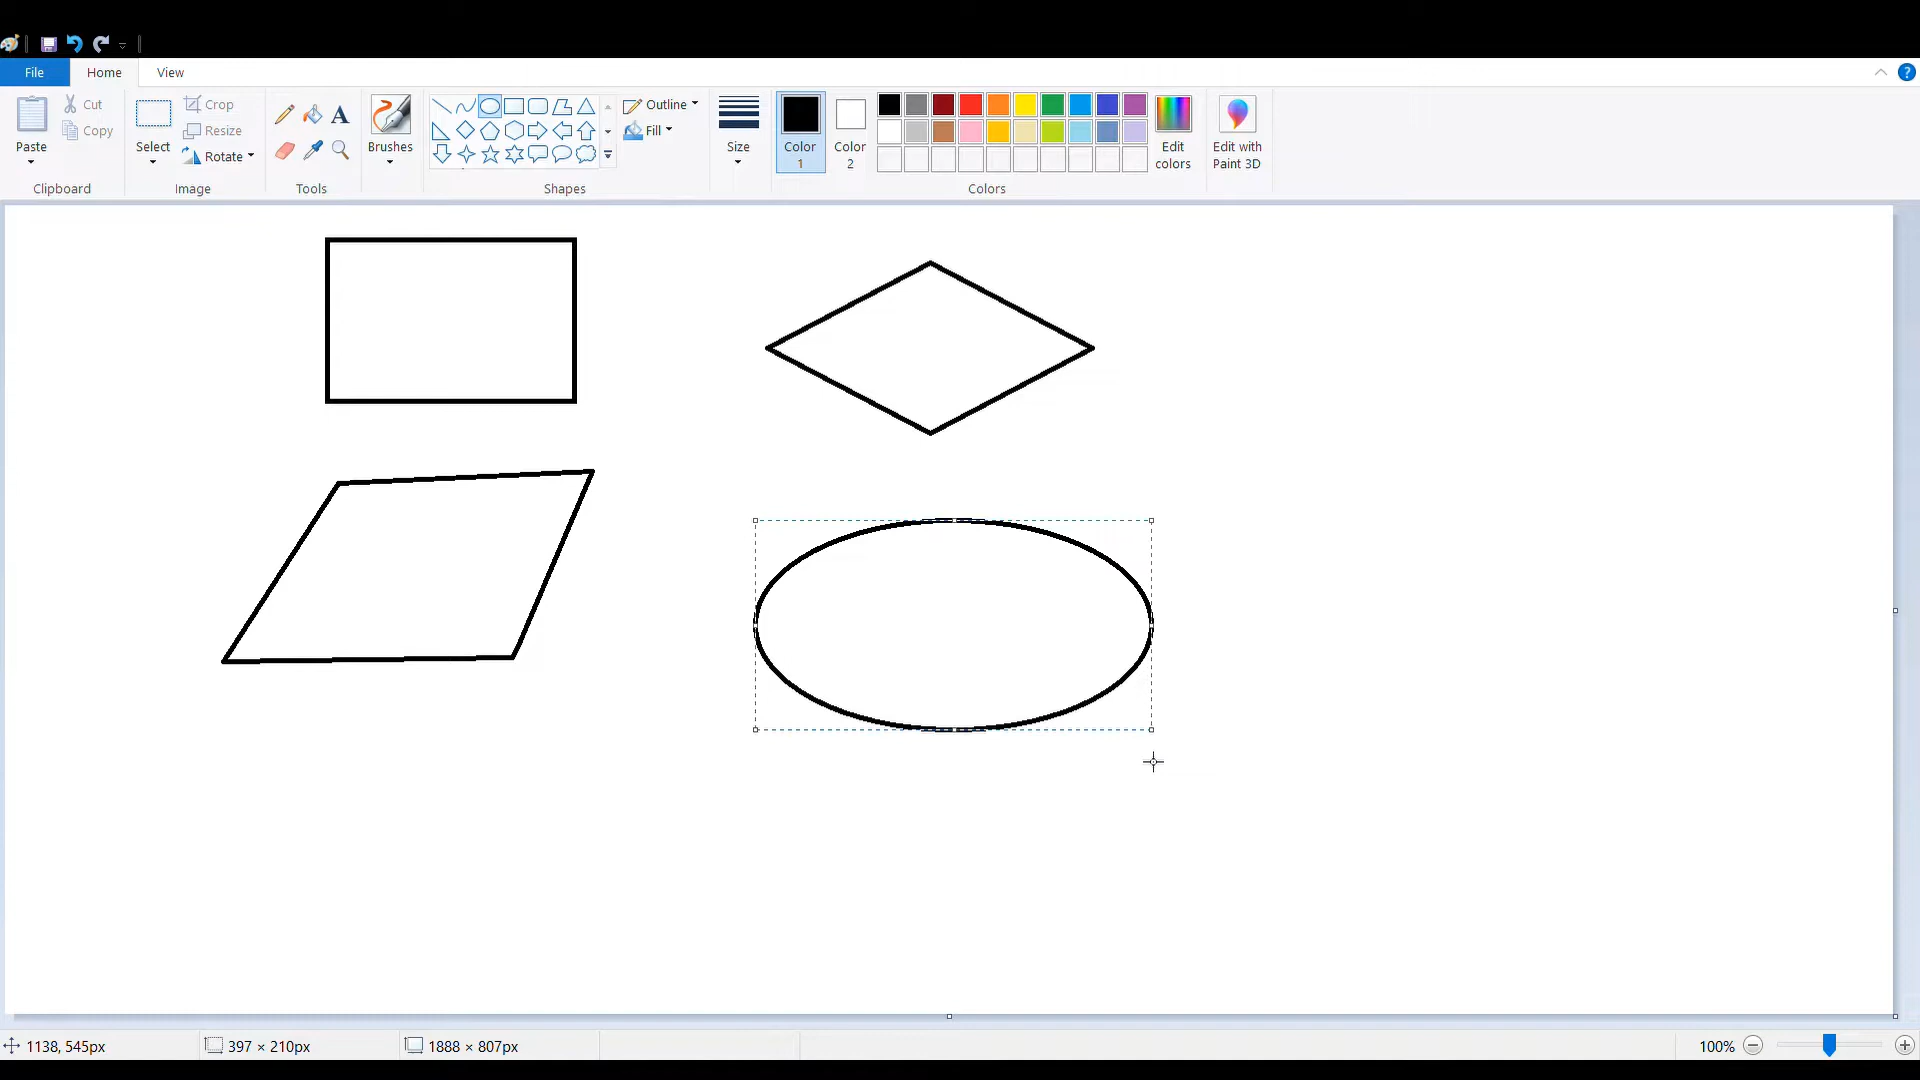 File Home View
Paste Cut Copy Clipboard
Select Crop Resize Rotate Image
A Tools
Brushes
Outline Fill Shapes
Size
Color 1 Color 2 Edit colors Colors
Edit with Paint 3D
?
1138, 545px 397 × 210px 1888 × 807px 100%